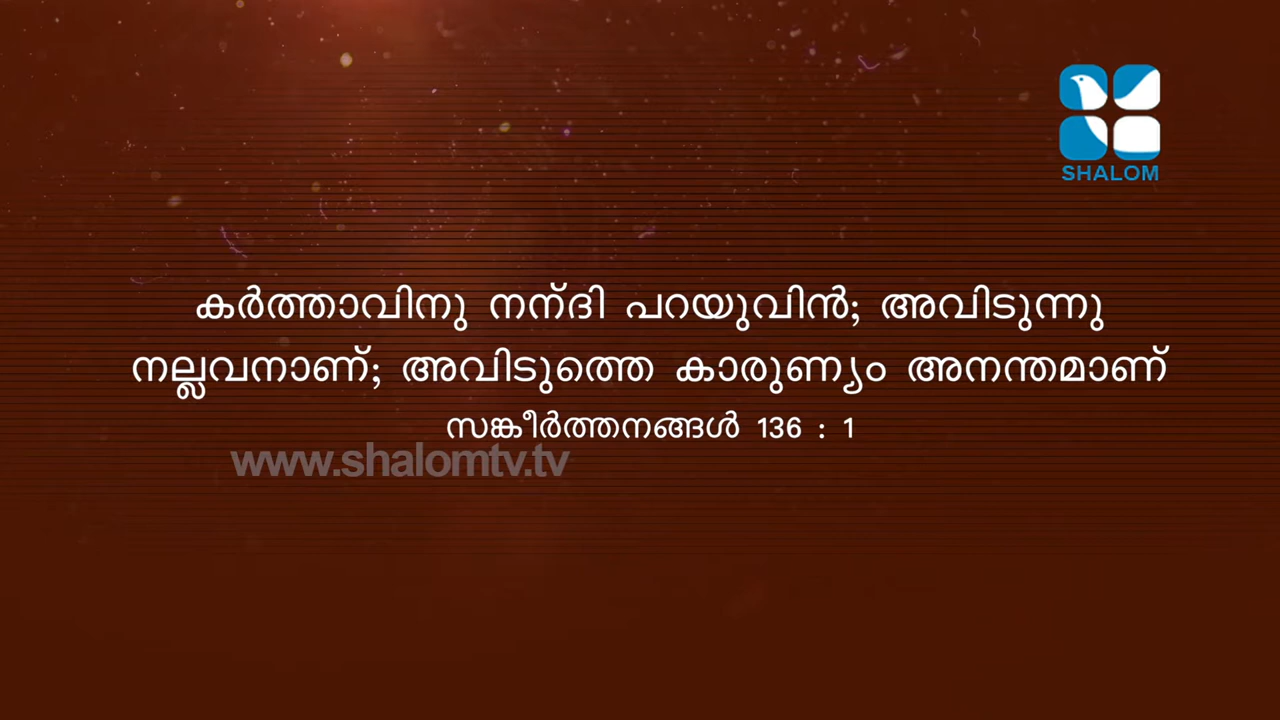 SHALOM
കർത്താവിനു നന്ദി പറയുവിൻ; അവിടുന്നു
നല്ലവനാണ്; അവിടുത്തെ കാരുണ്യം അനന്തമാണ്
സങ്കീർത്തനങ്ങൾ 136 : 1
www.shalomtv.tv